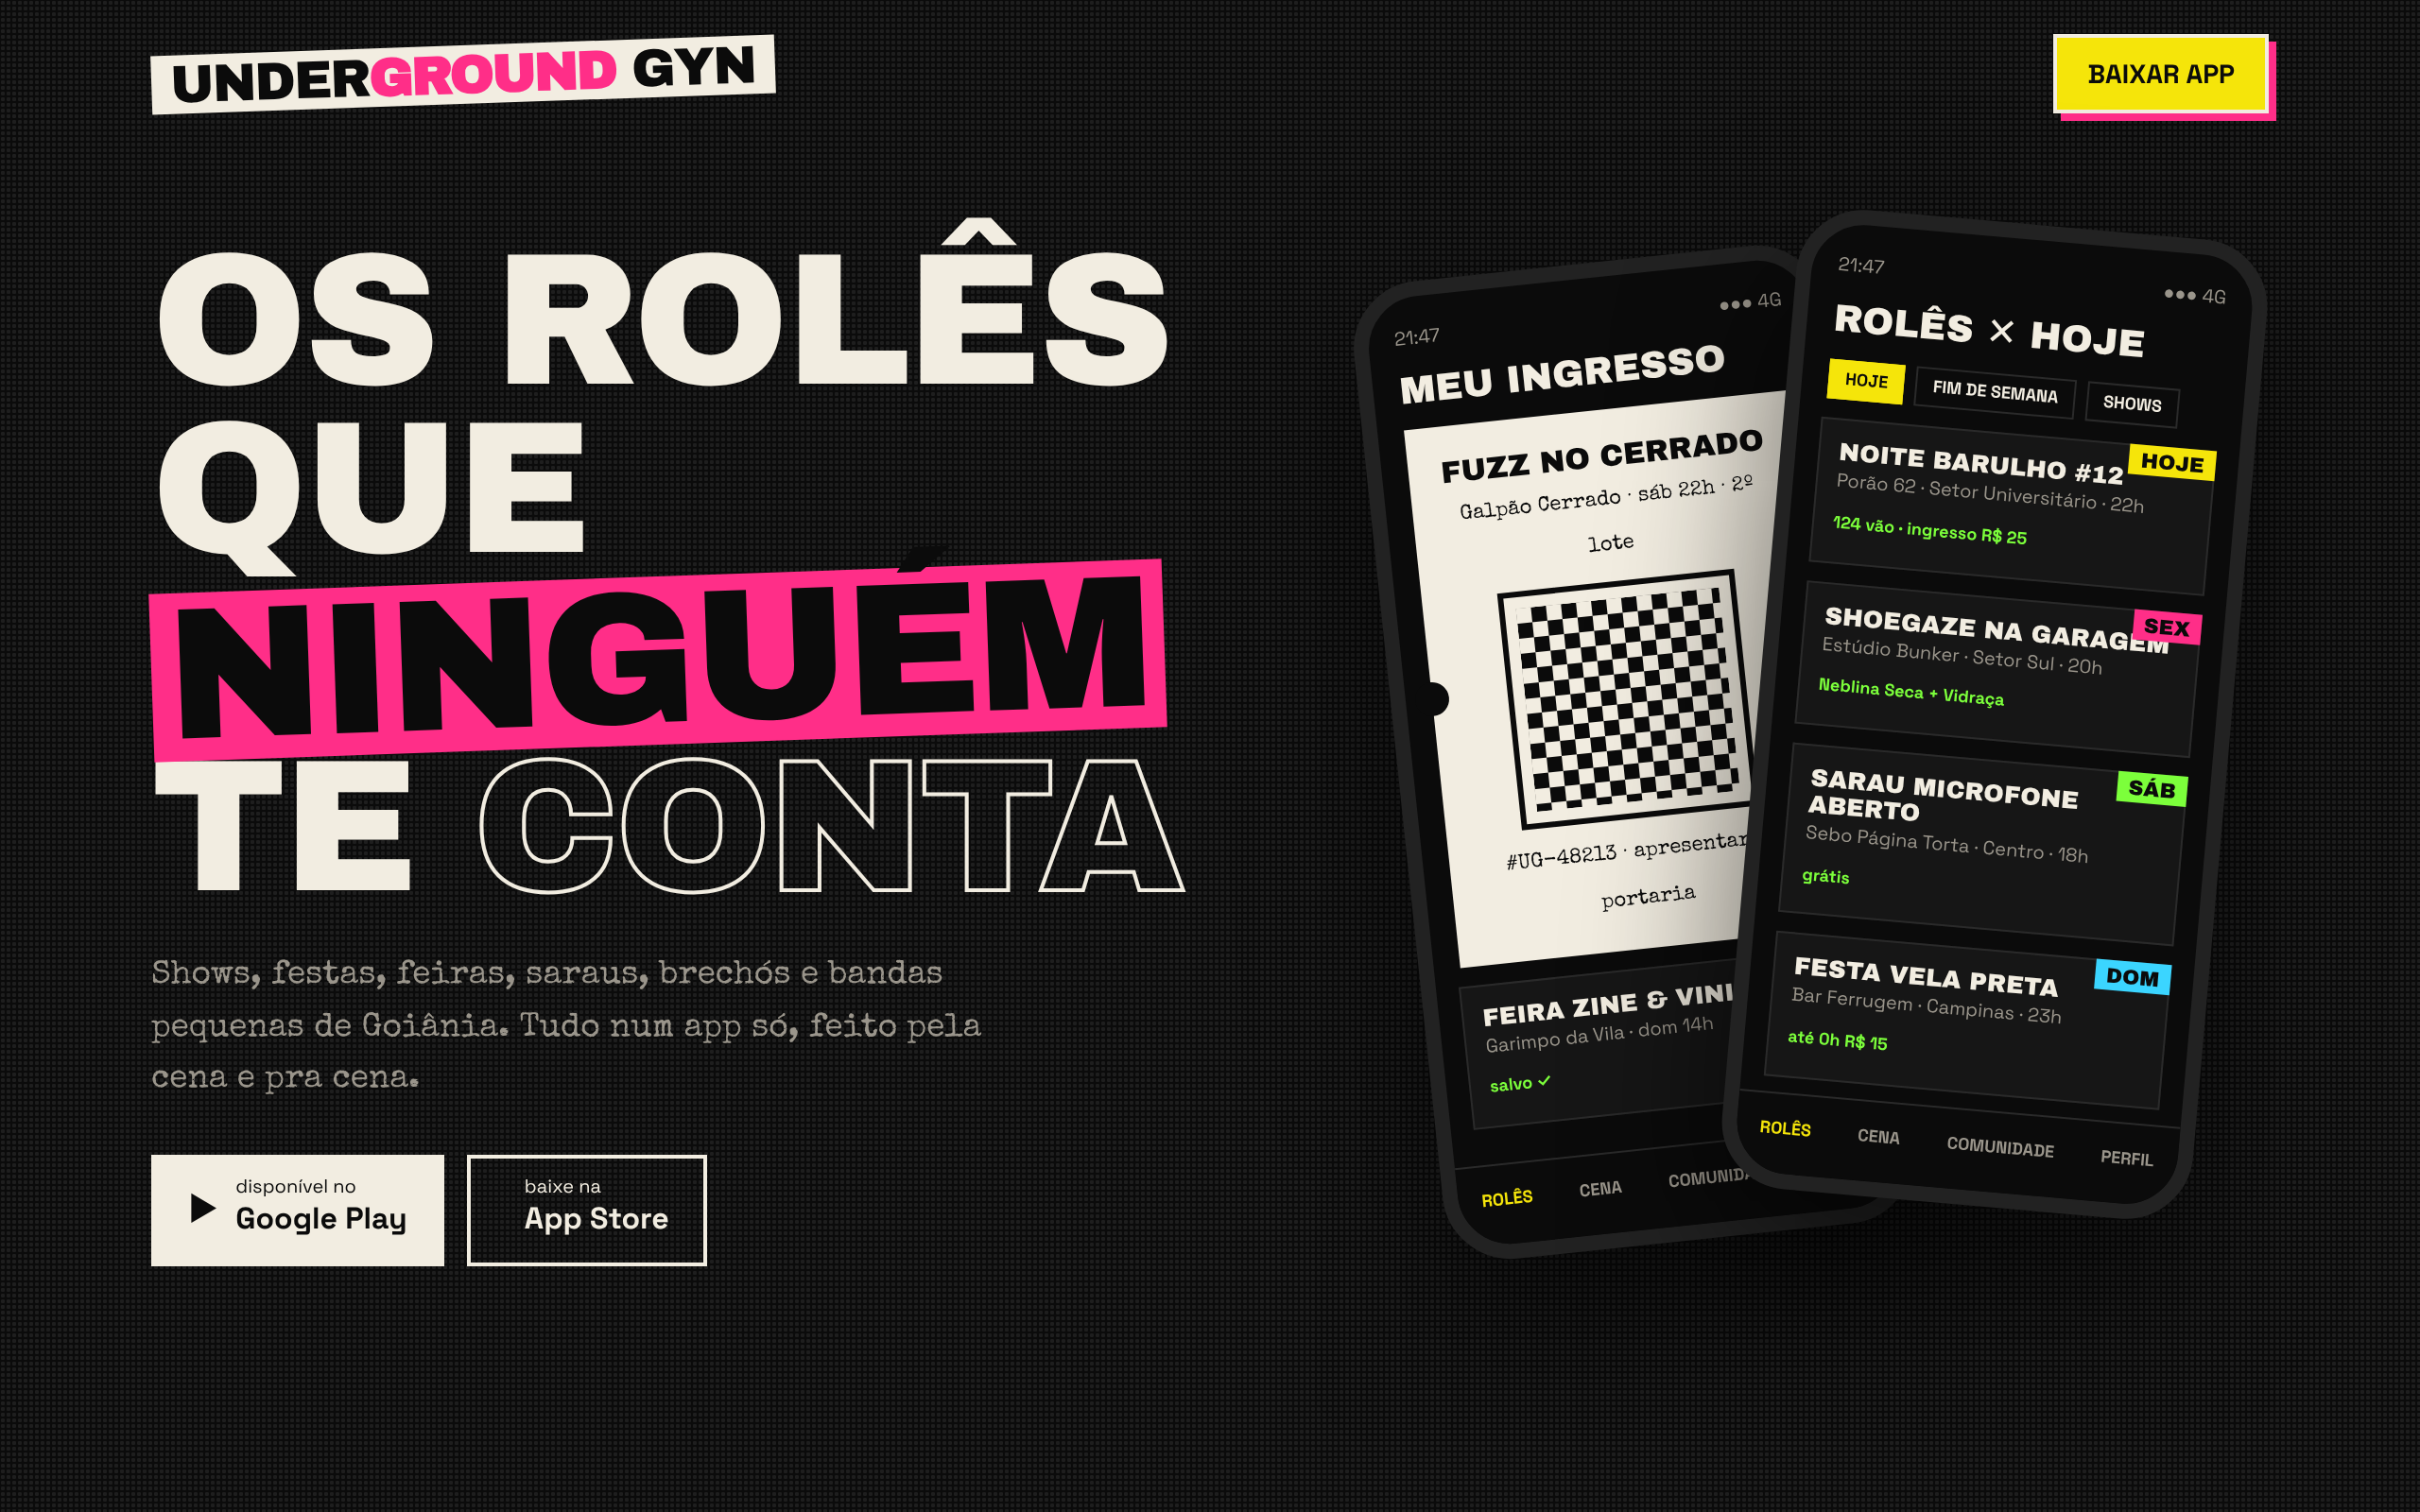 UNDERGROUND GYN
BAIXAR APP
OS ROLÊS
QUE
NINGUÉM
TE CONTA
Shows, festas, feiras, saraus, brechós e bandas
pequenas de Goiânia. Tudo num app só, feito pela
cena e pra cena.
disponível no
Google Play
baixe na
App Store
21:47
4G
MEU INGRESSO
FUZZ NO CERRADO
Galpão Cerrado · sáb 22h · 2º
lote
#UG-48213 · apresentar
portaria
FEIRA ZINE & VINI
Garimpo da Vila · dom 14h
salvo ✓
ROLÊS
CENA
COMUNIDA
21:47
4G
ROLÊS × HOJE
HOJE
FIM DE SEMANA
SHOWS
NOITE BARULHO #12
HOJE
Porão 62 · Setor Universitário · 22h
124 vão · ingresso R$ 25
SHOEGAZE NA GARAGEM
SEX
Estúdio Bunker · Setor Sul · 20h
Neblina Seca + Vidraça
SARAU MICROFONE
ABERTO
SÁB
Sebo Página Torta · Centro · 18h
grátis
FESTA VELA PRETA
DOM
Bar Ferrugem · Campinas · 23h
até 0h R$ 15
ROLÊS
CENA
COMUNIDADE
PERFIL